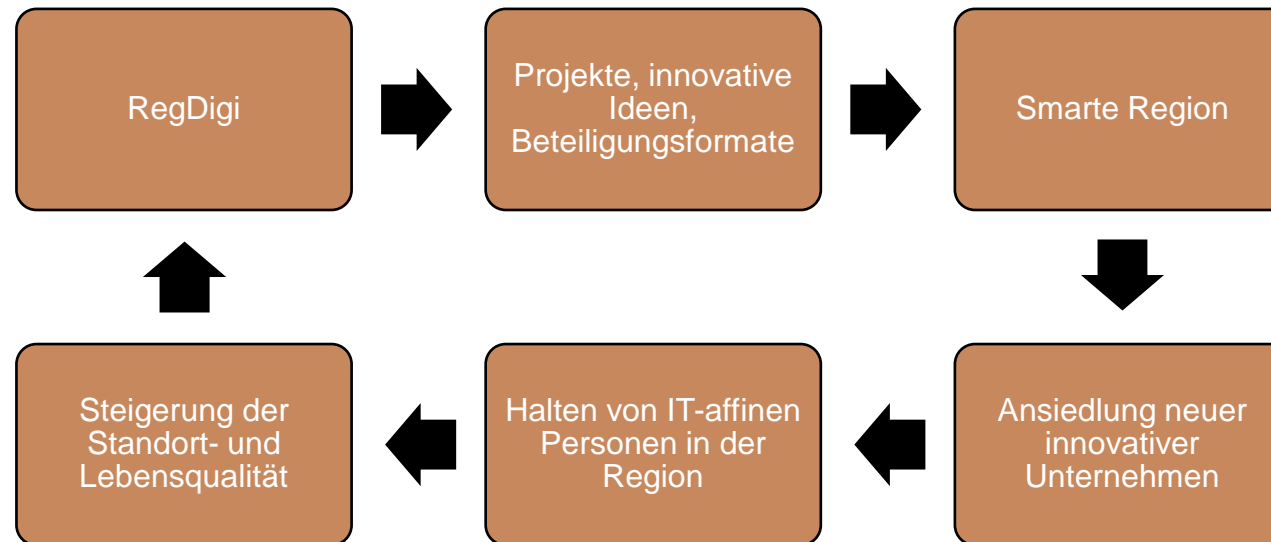 RegDigi
Projekte, innovative
Ideen,
Beteiligungsformate
Smarte Region
Ansiedlung neuer
innovativer
Unternehmen
Halten von IT-affinen
Personen in der
Region
Steigerung der
Standort- und
Lebensqualität